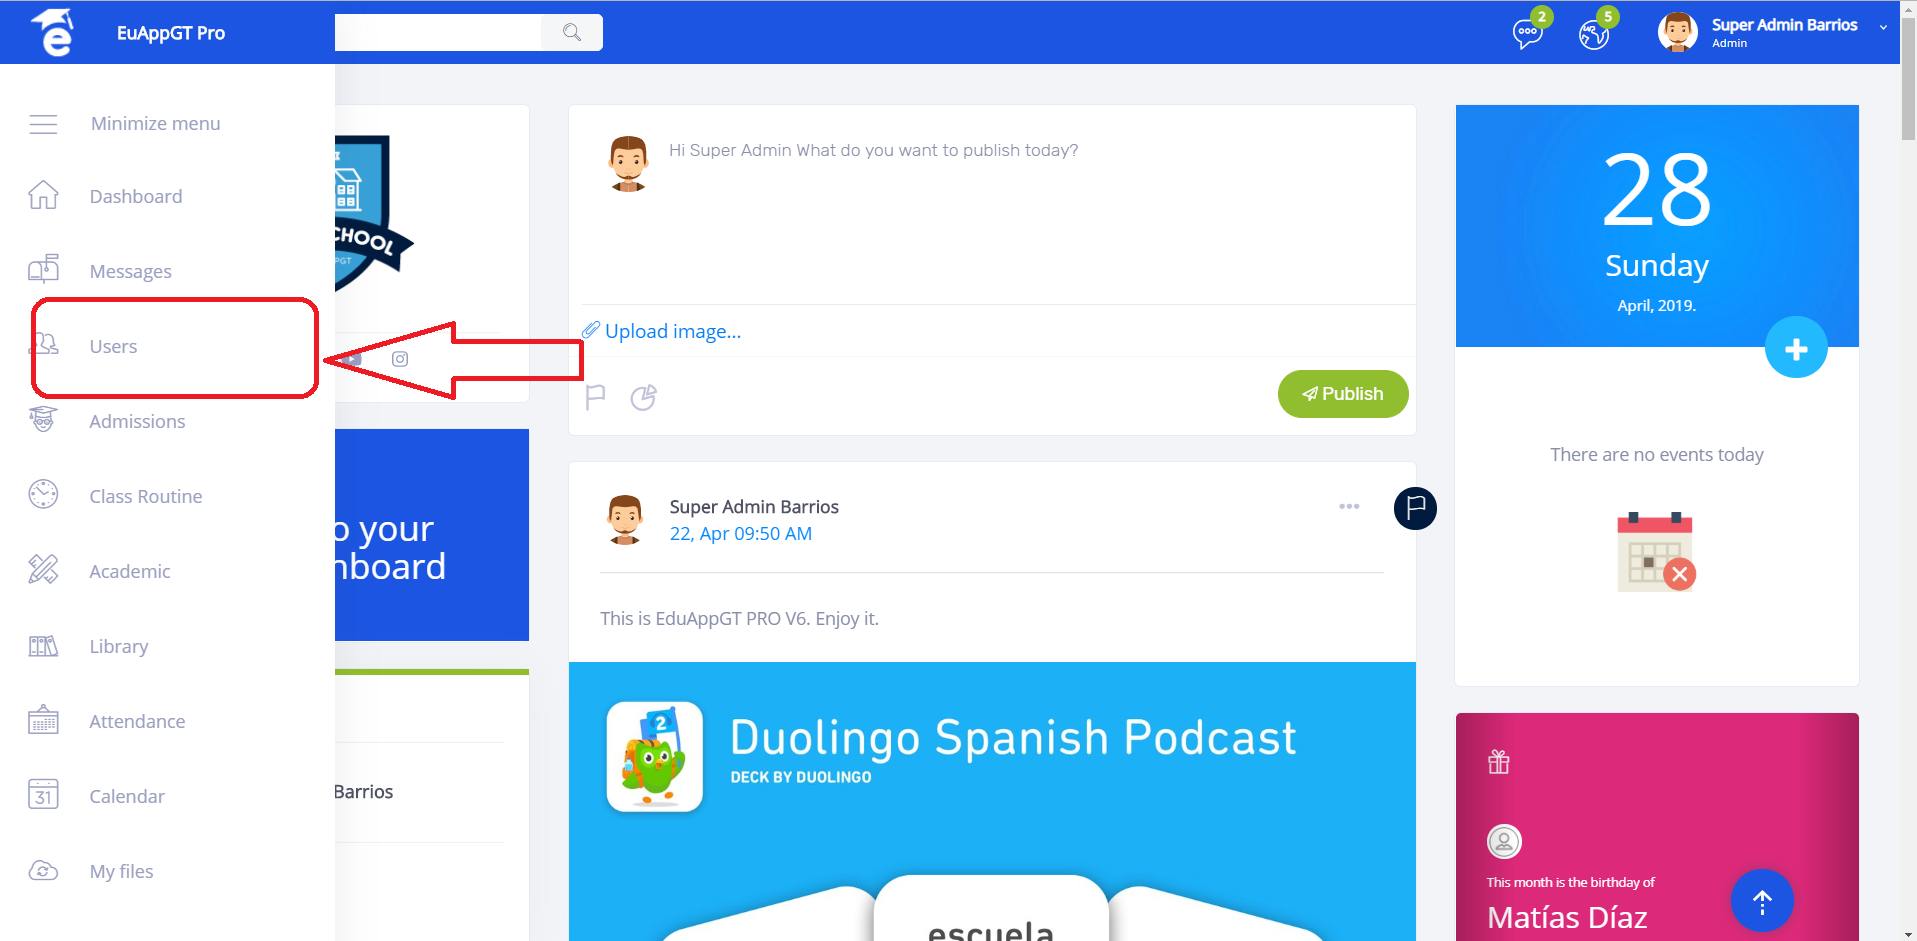 EuAppGT Pro
2
5
Super Admin Barrios
Admin
Minimize menu
Dashboard
Messages
Users
Admissions
Class Routine
Academic
Library
Attendance
31
Calendar
My files
CHOOL
PGT
o your
nboard
Barrios
Hi Super Admin What do you want to publish today?
Upload image...
Publish
Super Admin Barrios
22, Apr 09:50 AM
This is EduAppGT PRO V6. Enjoy it.
2
Duolingo Spanish Podcast
DECK BY DUOLINGO
escuela
28
Sunday
April, 2019.
There are no events today
This month is the birthday of
Matías Díaz